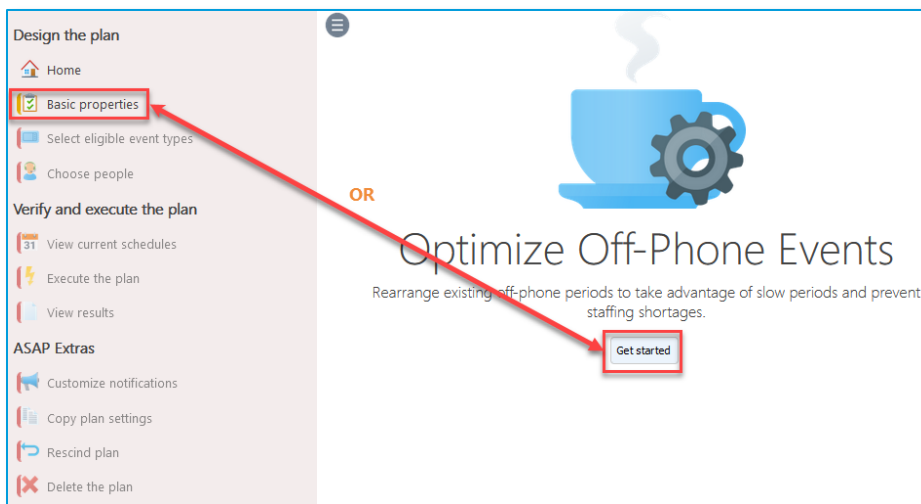 Design the plan
Home
Basic properties
Select eligible event types
Choose people
Verify and execute the plan
31 View current schedules
Execute the plan
View results
ASAP Extras
Customize notifications
Copy plan settings
Rescind plan
Delete the plan
OR
Optimize Off-Phone Events
Rearrange existing off-phone periods to take advantage of slow periods and prevent
staffing shortages.
Get started